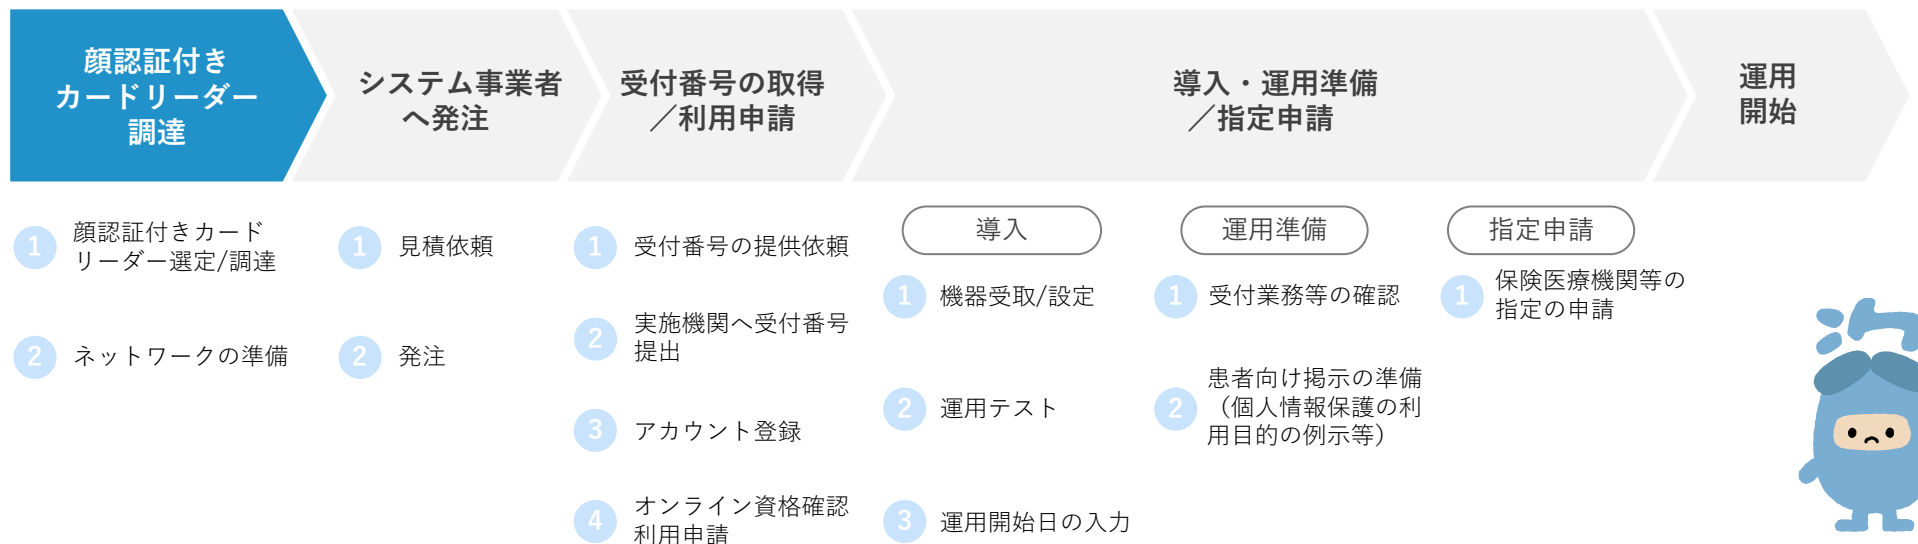 顔認証付き
カードリーダー
調達
システム事業者
へ発注
受付番号の取得
／利用申請
導入・運用準備
／指定申請
運用
開始
1 顔認証付きカード
リーダー選定/調達
2 ネットワークの準備
1 見積依頼
2 発注
1 受付番号の提供依頼
2 実施機関へ受付番号
提出
3 アカウント登録
4 オンライン資格確認
利用申請
導入
1 機器受取/設定
2 運用テスト
3 運用開始日の入力
運用準備
1 受付業務等の確認
2 患者向け掲示の準備
（個人情報保護の利
用目的の例示等）
指定申請
1 保険医療機関等の
指定の申請